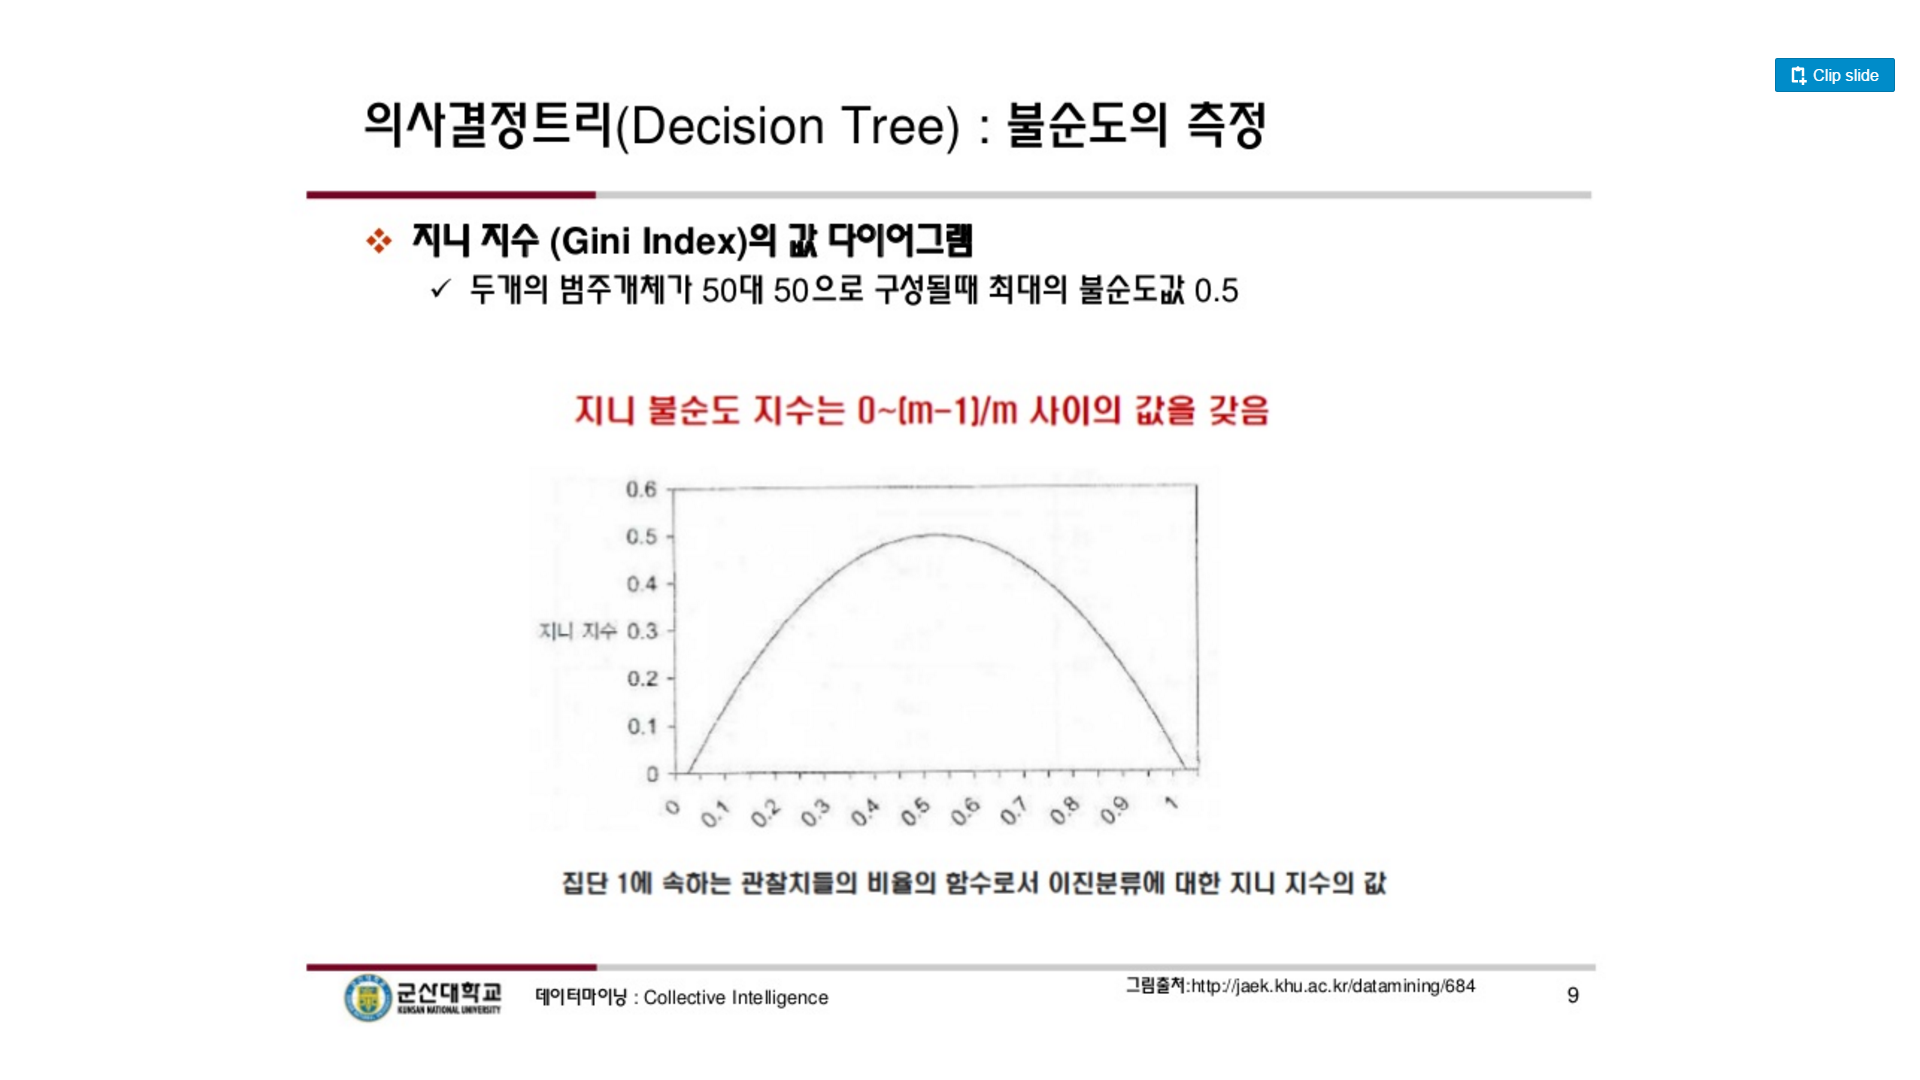 Clip slide
의사결정트리(Decision Tree) : 불순도의 측정
지니 지수 (Gini Index)의 값 다이어그램
두개의 범주개체가 50대 50으로 구성될때 최대의 불순도값 0.5
지니 불순도 지수는 0~(m-1)/m 사이의 값을 갖음
0.6
0.5
0.4
지니 지수 0.3
0.2
0.1
0
0 0.1 0.2 0.3 0.4 0.5 0.6 0.7 0.8 0.9 1
집단 1에 속하는 관찰치들의 비율의 함수로서 이진분류에 대한 지니 지수의 값
군산대학교
KUNSAN NATIONAL UNIVERSITY
데이터마이닝 : Collective Intelligence
그림출처:http://jaek.khu.ac.kr/datamining/684
9